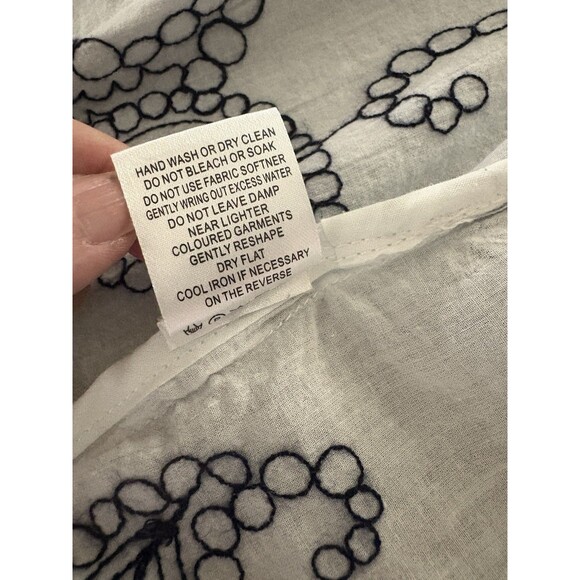 HAND WASH OR DRY CLEAN
DO NOT BLEACH OR SOAK
DO NOT USE FABRIC SOFTNER
GENTLY WRING OUT EXCESS WATER
DO NOT LEAVE DAMP
NEAR LIGHTER
COLOURED GARMENTS
GENTLY RESHAPE
DRY FLAT
COOL IRON IF NECESSARY
ON THE REVERSE